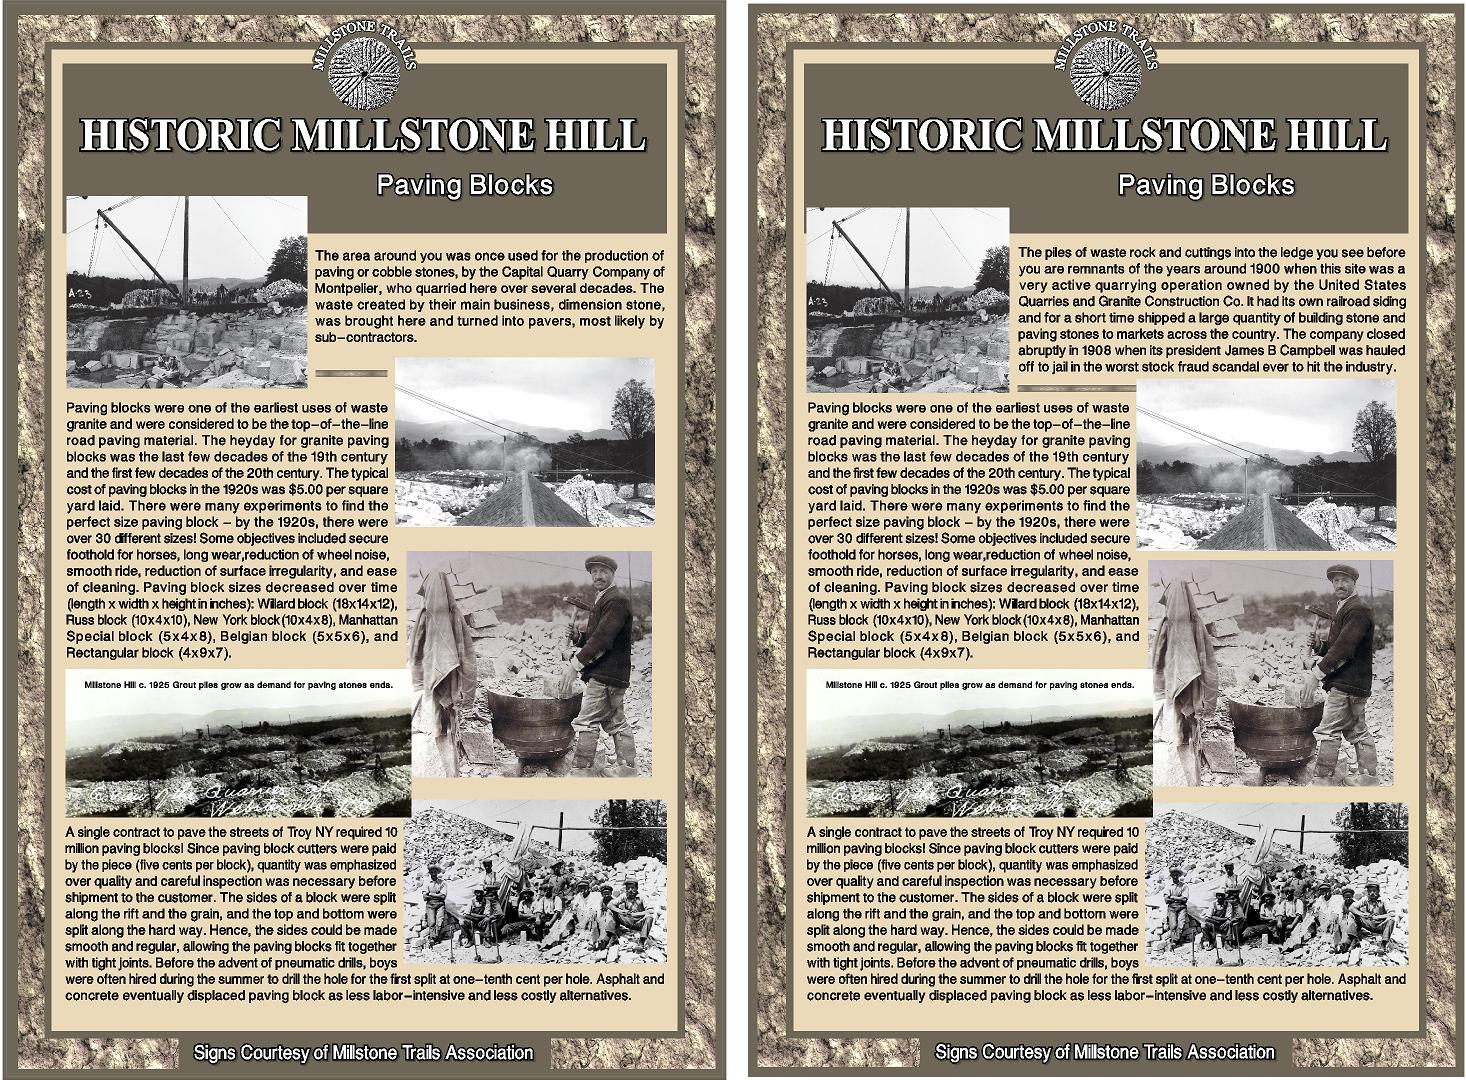 MILLSTONE TRAILS
HISTORIC MILLSTONE HILL
Paving Blocks
A-23
The area around you was once used for the production of
paving or cobble stones, by the Capital Quarry Company of
Montpelier, who quarried here over several decades. The
waste created by their main business, dimension stone,
was brought here and turned into pavers, most likely by
sub-contractors.
Paving blocks were one of the earliest uses of waste
granite and were considered to be the top-of-the-line
road paving material. The heyday for granite paving
blocks was the last few decades of the 19th century
and the first few decades of the 20th century. The typical
cost of paving blocks in the 1920s was $5.00 per square
yard laid. There were many experiments to find the
perfect size paving block – by the 1920s, there were
over 30 different sizes! Some objectives included secure
foothold for horses, long wear,reduction of wheel noise,
smooth ride, reduction of surface irregularity, and ease
of cleaning. Paving block sizes decreased over time
(length x width x height in inches): Willard block (18x14x12),
Russ block (10x4x10), New York block (10x4x8), Manhattan
Special block (5x4x8), Belgian block (5x5x6), and
Rectangular block (4x9x7).
Millstone Hill c. 1925 Grout piles grow as demand for paving stones ends.
of the Quarries
A single contract to pave the streets of Troy NY required 10
million paving blocks! Since paving block cutters were paid
by the piece (five cents per block), quantity was emphasized
over quality and careful inspection was necessary before
shipment to the customer. The sides of a block were split
along the rift and the grain, and the top and bottom were
split along the hard way. Hence, the sides could be made
smooth and regular, allowing the paving blocks fit together
with tight joints. Before the advent of pneumatic drills, boys
were often hired during the summer to drill the hole for the first split at one-tenth cent per hole. Asphalt and
concrete eventually displaced paving block as less labor-intensive and less costly alternatives.
Signs Courtesy of Millstone Trails Association
MILLSTONE TRAILS
HISTORIC MILLSTONE HILL
Paving Blocks
A-23
The piles of waste rock and cuttings into the ledge you see before
you are remnants of the years around 1900 when this site was a
very active quarrying operation owned by the United States
Quarries and Granite Construction Co. It had its own railroad siding
and for a short time shipped a large quantity of building stone and
paving stones to markets across the country. The company closed
abruptly in 1908 when its president James B Campbell was hauled
off to jail in the worst stock fraud scandal ever to hit the industry.
Paving blocks were one of the earliest uses of waste
granite and were considered to be the top-of-the-line
road paving material. The heyday for granite paving
blocks was the last few decades of the 19th century
and the first few decades of the 20th century. The typical
cost of paving blocks in the 1920s was $5.00 per square
yard laid. There were many experiments to find the
perfect size paving block – by the 1920s, there were
over 30 different sizes! Some objectives included secure
foothold for horses, long wear,reduction of wheel noise,
smooth ride, reduction of surface irregularity, and ease
of cleaning. Paving block sizes decreased over time
(length x width x height in inches): Willard block (18x14x12),
Russ block (10x4x10), New York block (10x4x8), Manhattan
Special block (5x4x8), Belgian block (5x5x6), and
Rectangular block (4x9x7).
Millstone Hill c. 1925 Grout piles grow as demand for paving stones ends.
of the Quarries
A single contract to pave the streets of Troy NY required 10
million paving blocks! Since paving block cutters were paid
by the piece (five cents per block), quantity was emphasized
over quality and careful inspection was necessary before
shipment to the customer. The sides of a block were split
along the rift and the grain, and the top and bottom were
split along the hard way. Hence, the sides could be made
smooth and regular, allowing the paving blocks fit together
with tight joints. Before the advent of pneumatic drills, boys
were often hired during the summer to drill the hole for the first split at one-tenth cent per hole. Asphalt and
concrete eventually displaced paving block as less labor-intensive and less costly alternatives.
Signs Courtesy of Millstone Trails Association